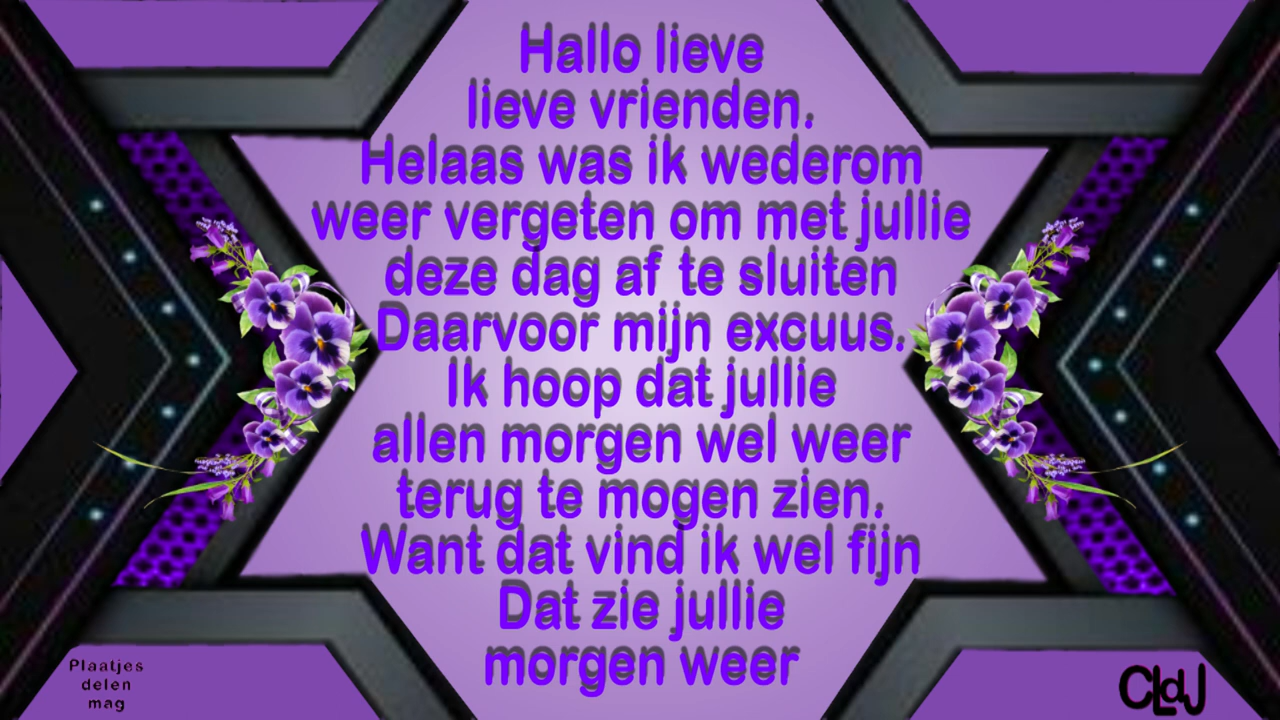 Hallo lieve
lieve vrienden.
Helaas was ik wederom
weer vergeten om met jullie
deze dag af te sluiten
Daarvoor mijn excuus.
Ik hoop dat jullie
allen morgen wel weer
terug te mogen zien.
Want dat vind ik wel fijn
Dat zie jullie
morgen weer
Plaatjes
delen
mag
CLdJ